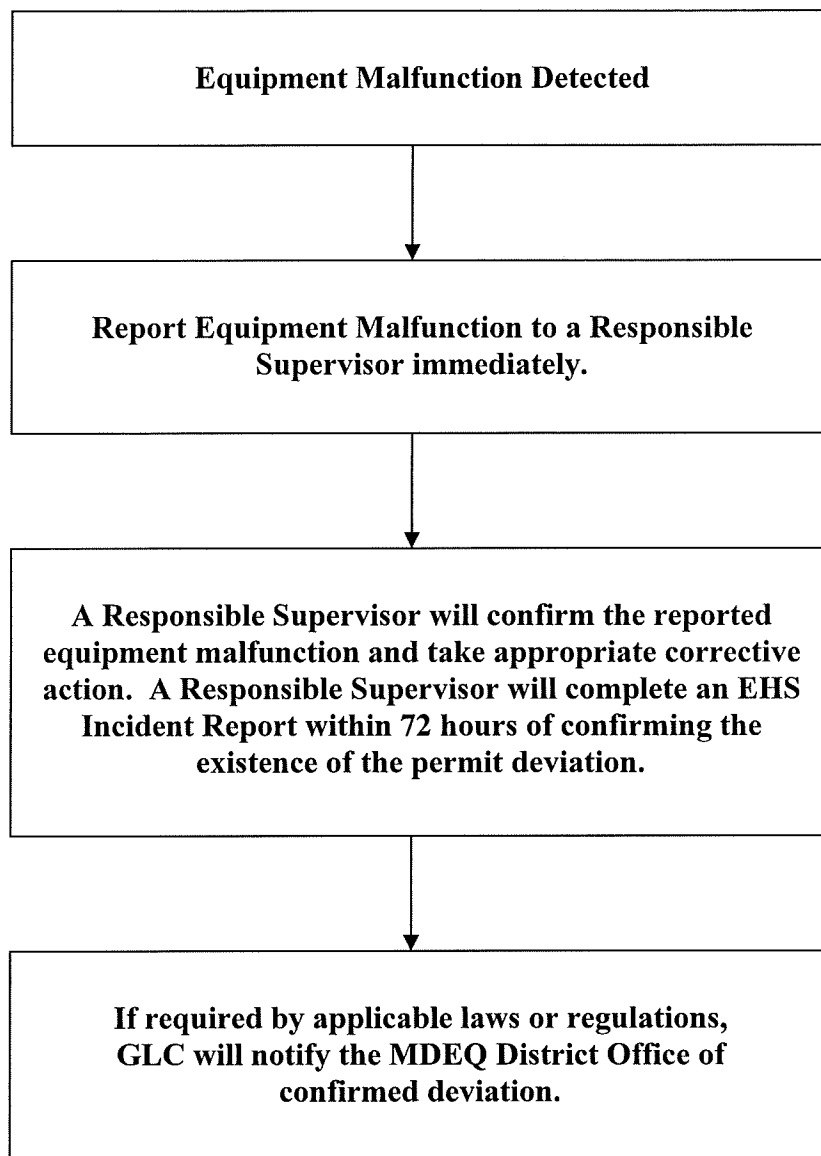 Equipment Malfunction Detected
Report Equipment Malfunction to a Responsible
Supervisor immediately.
A Responsible Supervisor will confirm the reported
equipment malfunction and take appropriate corrective
action.  A Responsible Supervisor will complete an EHS
Incident Report within 72 hours of confirming the
existence of the permit deviation.
If required by applicable laws or regulations,
GLC will notify the MDEQ District Office of
confirmed deviation.